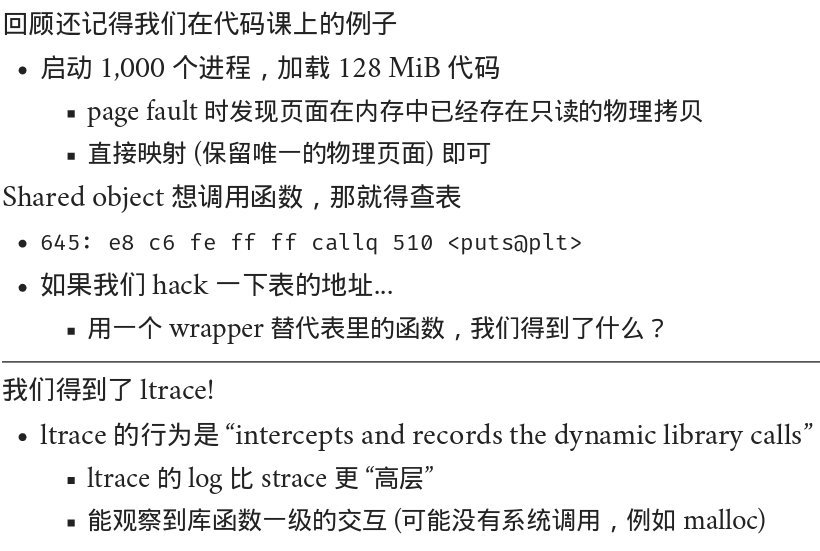 回顾还记得我们在代码课上的例子
• 启动 1,000 个进程，加载 128 MiB 代码
▪ page fault 时发现页面在内存中已经存在只读的物理拷贝
▪ 直接映射 (保留唯一的物理页面) 即可
Shared object 想调用函数，那就得查表
• 645: e8 c6 fe ff ff callq 510 <puts@plt>
• 如果我们 hack 一下表的地址...
▪ 用一个 wrapper 替代表里的函数，我们得到了什么？
我们得到了 ltrace!
• ltrace 的行为是 “intercepts and records the dynamic library calls”
▪ ltrace 的 log 比 strace 更 “高层”
▪ 能观察到库函数一级的交互 (可能没有系统调用，例如 malloc)